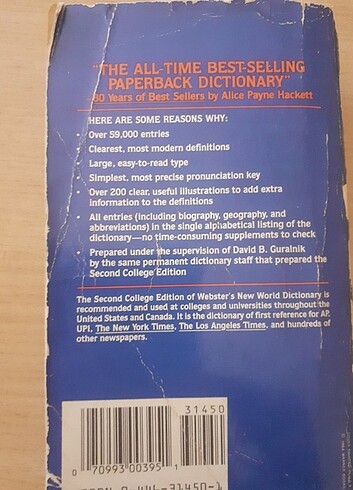 "THE ALL-TIME BEST-SELLING
PAPERBACK DICTIONARY"
80 Years of Best Sellers by Alice Payne Hackett
HERE ARE SOME REASONS WHY:
• Over 59,000 entries
Clearest, most modern definitions
• Large, easy-to-read type
Simplest, most precise pronunciation key
• Over 200 clear, useful illustrations to add extra
information to the definitions
• All entries (including biography, geography, and
abbreviations) in the single alphabetical listing of the
dictionary—no time-consuming supplements to check
• Prepared under the supervision of David B. Guralnik
by the same permanent dictionary staff that prepared the
Second College Edition
The Second College Edition of Webster's New World Dictionary is
recommended and used at colleges and universities throughout the
United States and Canada. It is the dictionary of first reference for AP,
UPI, The New York Times, The Los Angeles Times, and hundreds of
other newspapers.
31450
0 70993 00395 1
ISBN 0-446-31450-1